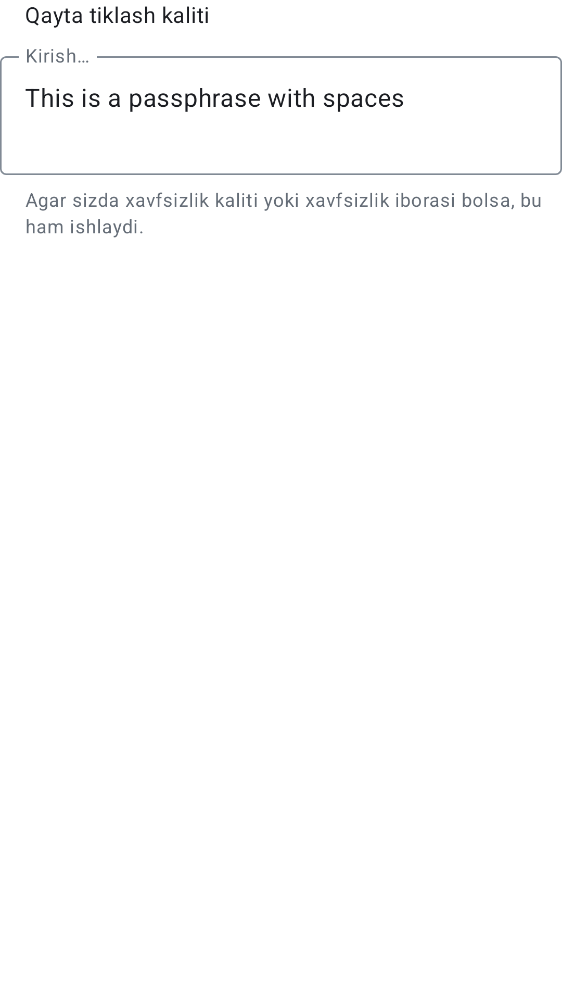 Qayta tiklash kaliti
Kirish…
This is a passphrase with spaces
Agar sizda xavfsizlik kaliti yoki xavfsizlik iborasi bolsa, bu
ham ishlaydi.